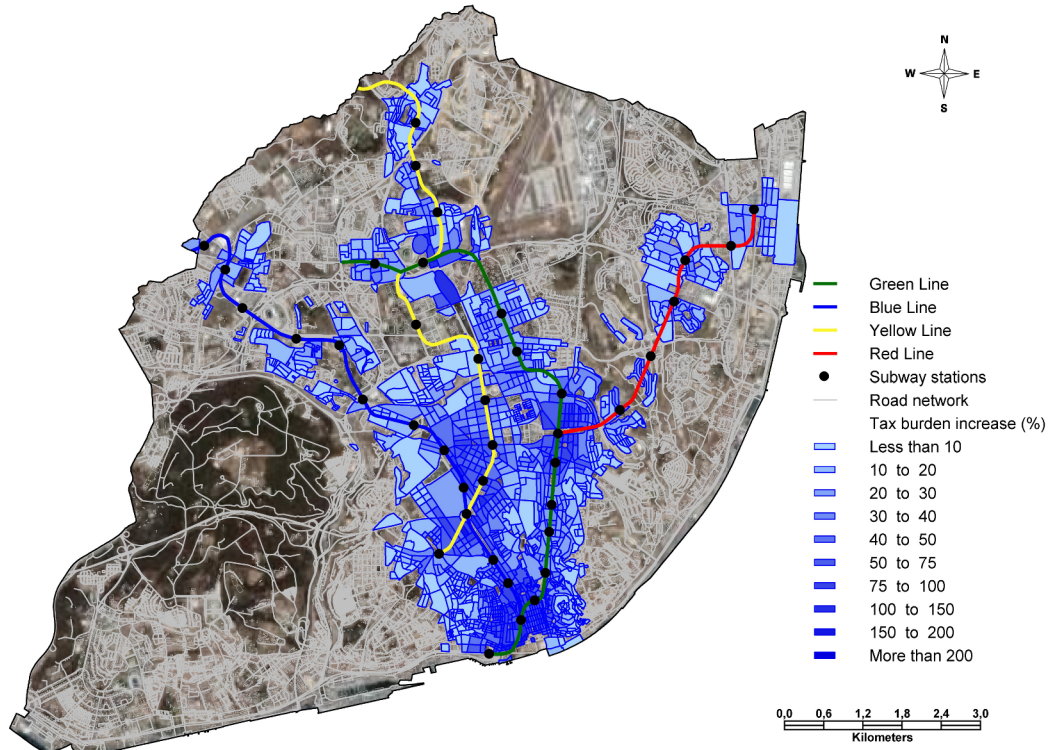 N
W E
S
Green Line
Blue Line
Yellow Line
Red Line
Subway stations
Road network
Tax burden increase (%)
Less than 10
10 to 20
20 to 30
30 to 40
40 to 50
50 to 75
75 to 100
100 to 150
150 to 200
More than 200
0,0 0,6 1,2 1,8 2,4 3,0
Kilometers